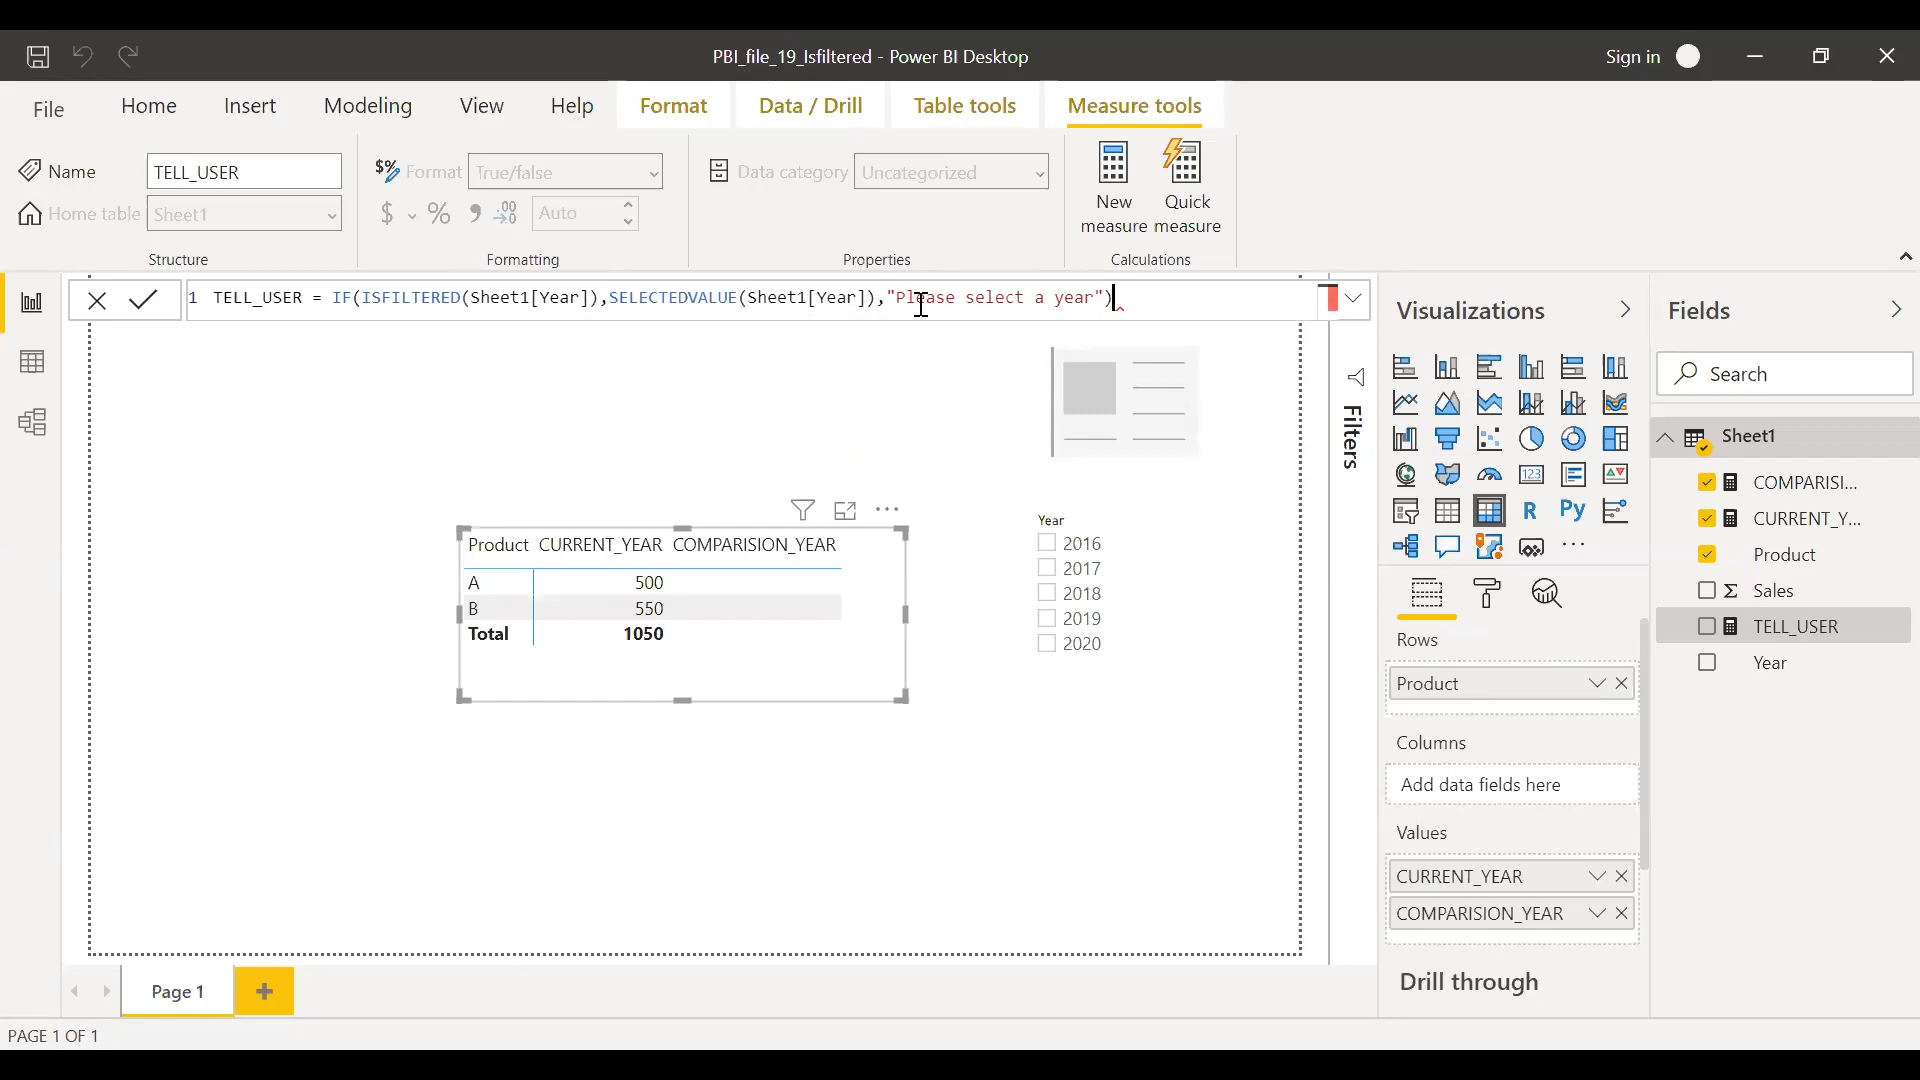 PBI_file_19_Isfiltered - Power BI Desktop
Sign in
File
Home
Insert
Modeling
View
Help
Format
Data / Drill
Table tools
Measure tools
Name
TELL_USER
Home table
Sheet1
Structure
$% Format
True/false
$ % 9 .00
Auto
Formatting
Data category
Uncategorized
Properties
New measure
Quick measure
Calculations
1 TELL_USER = IF(ISFILTERED(Sheet1[Year]),SELECTEDVALUE(Sheet1[Year]),"Please select a year")
Product CURRENT_YEAR COMPARISION_YEAR
A 500
B 550
Total 1050
Year
2016
2017
2018
2019
2020
Filters
Visualizations
123
R
Py
Rows
Product
Columns
Add data fields here
Values
CURRENT_YEAR
COMPARISION_YEAR
Drill through
Fields
Search
Sheet1
COMPARISI...
CURRENT_Y...
Product
Σ Sales
TELL_USER
Year
Page 1
PAGE 1 OF 1